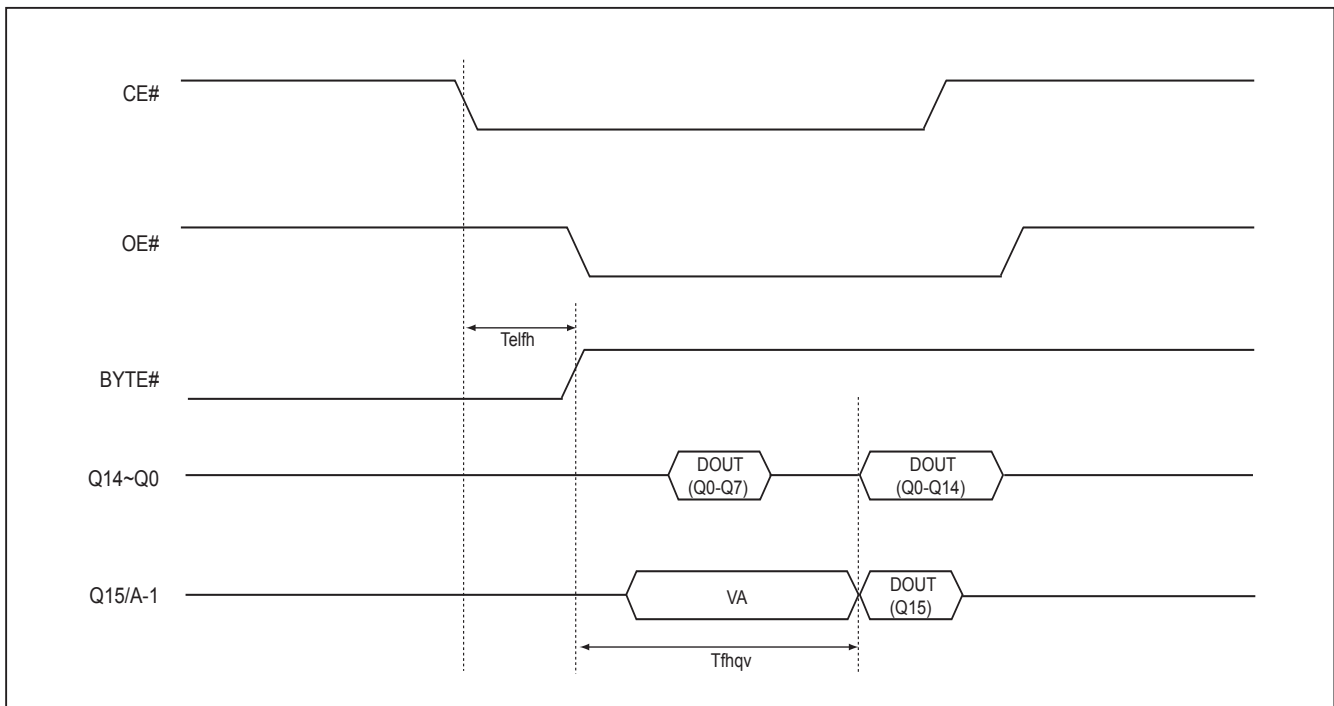 CE#
OE#
Telfh
BYTE#
Q14~Q0
DOUT
(Q0-Q7)
DOUT
(Q0-Q14)
Q15/A-1
VA
DOUT
(Q15)
Tfhqv